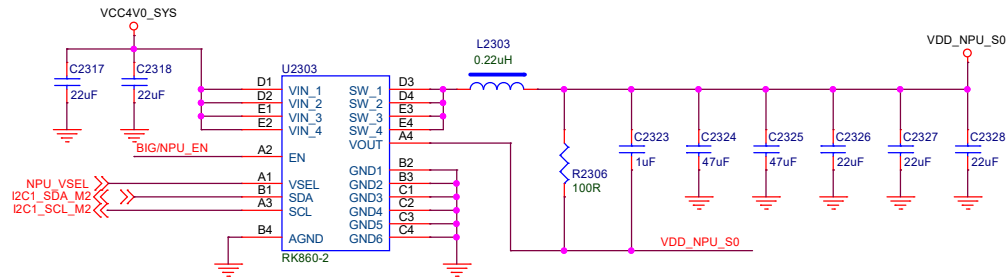 VCC4V0_SYS
VDD_NPU_S0
L2303
0.22uH
C2317
22uF
C2318
22uF
U2303
D1 VIN_1 SW_1 D3
D2 VIN_2 SW_2 D4
E1 VIN_3 SW_3 E3
E2 VIN_4 SW_4 E4
VOUT A4
BIG/NPU_EN A2 EN
GND1 B2
NPU_VSEL A1 VSEL GND2 B3
I2C1_SDA_M2 B1 SDA GND3 C1
I2C1_SCL_M2 A3 SCL GND4 C2
GND5 C3
B4 AGND GND6 C4
RK860-2
R2306
100R
C2323
1uF
C2324
47uF
C2325
47uF
C2326
22uF
C2327
22uF
C2328
22uF
VDD_NPU_S0